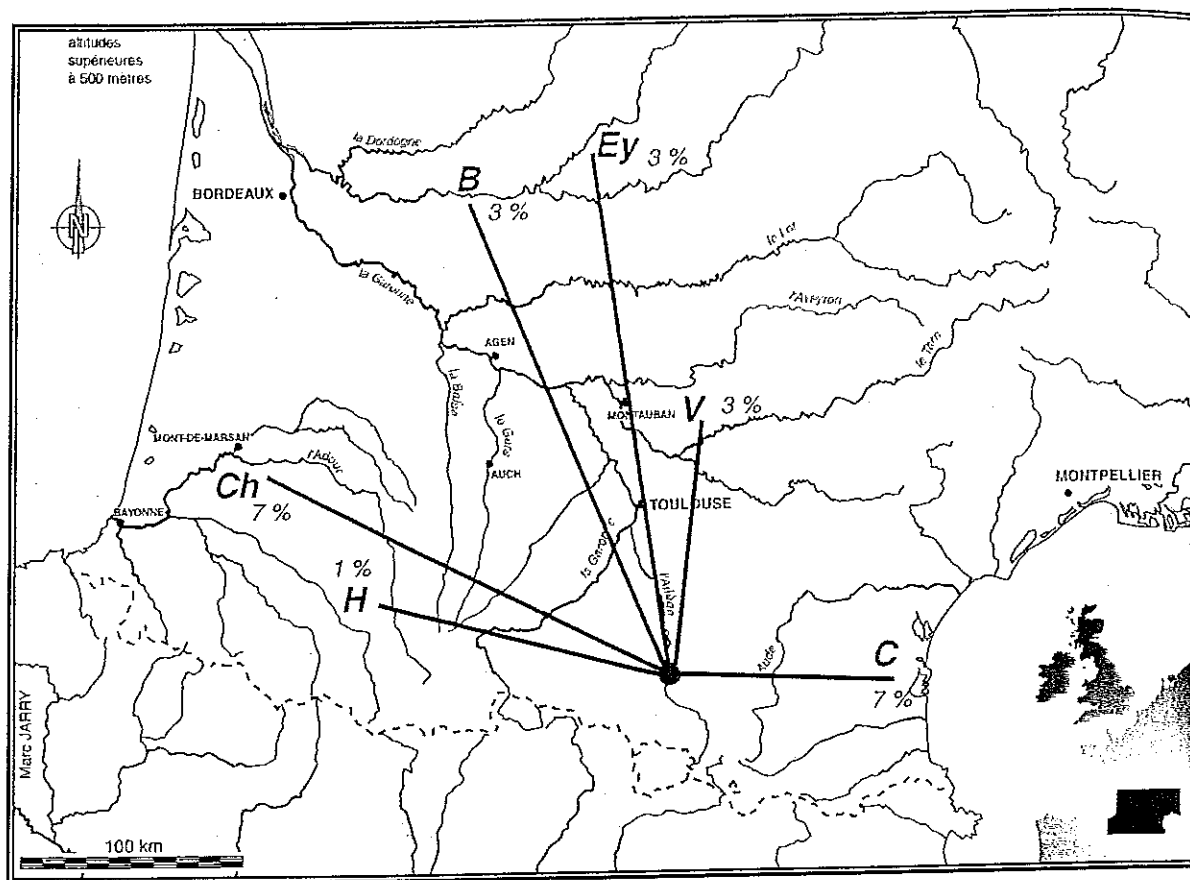 altitudes
supérieures
à 500 mètres
la Dordogne
Ey 3 %
B
3 %
BORDEAUX
N
le Lot
la Garonne
l'Aveyron
le Tarn
AGEN
la Baïse
le Gers
MONTAUBAN
V 3 %
MONT-DE-MARSAN
l'Adour
AUCH
Ch
7 %
BAYONNE
TOULOUSE
MONTPELLIER
la Garonne
1 %
H
Aude
C
7 %
Marc JARRY
100 km